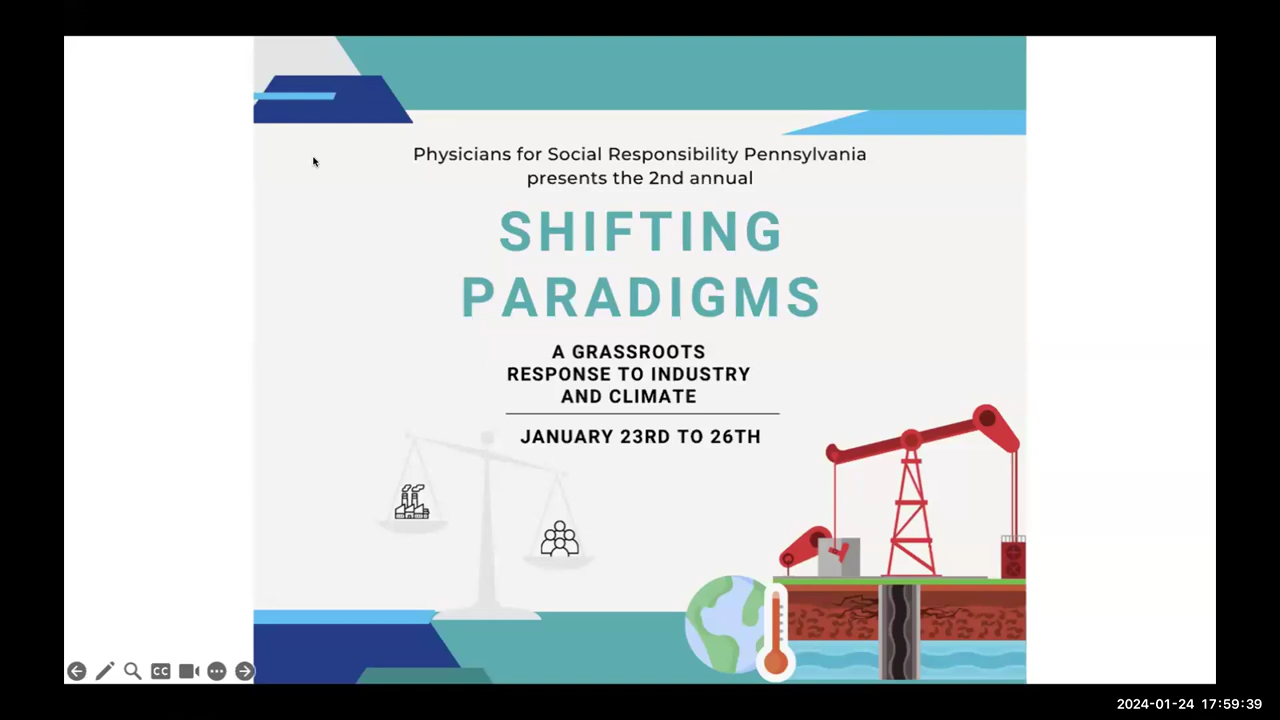 Physicians for Social Responsibility Pennsylvania
presents the 2nd annual
SHIFTING
PARADIGMS
A GRASSROOTS
RESPONSE TO INDUSTRY
AND CLIMATE
JANUARY 23RD TO 26TH
CC
2024-01-24 17:59:39